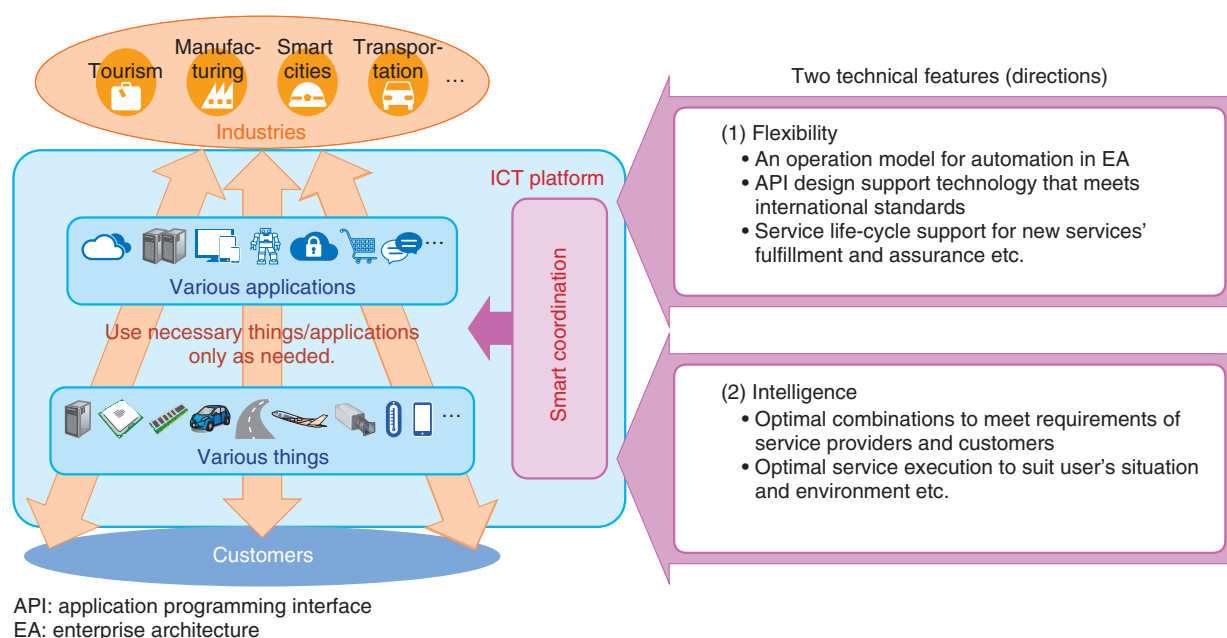 Tourism
Manufac-
turing
Smart
cities
Transpor-
tation
...
Industries
ICT platform
...
Various applications
Use necessary things/applications
only as needed.
...
Various things
Smart coordination
Customers
API: application programming interface
EA: enterprise architecture
Two technical features (directions)
(1) Flexibility
• An operation model for automation in EA
• API design support technology that meets
international standards
• Service life-cycle support for new services’
fulfillment and assurance etc.
(2) Intelligence
• Optimal combinations to meet requirements of
service providers and customers
• Optimal service execution to suit user’s situation
and environment etc.